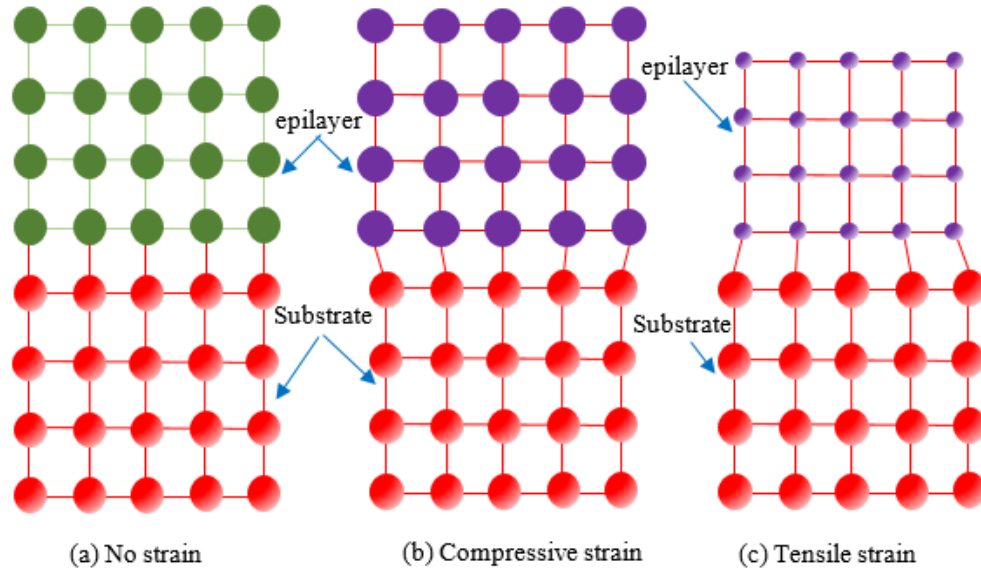 epilayer
epilayer
Substrate
Substrate
(a) No strain
(b) Compressive strain
(c) Tensile strain